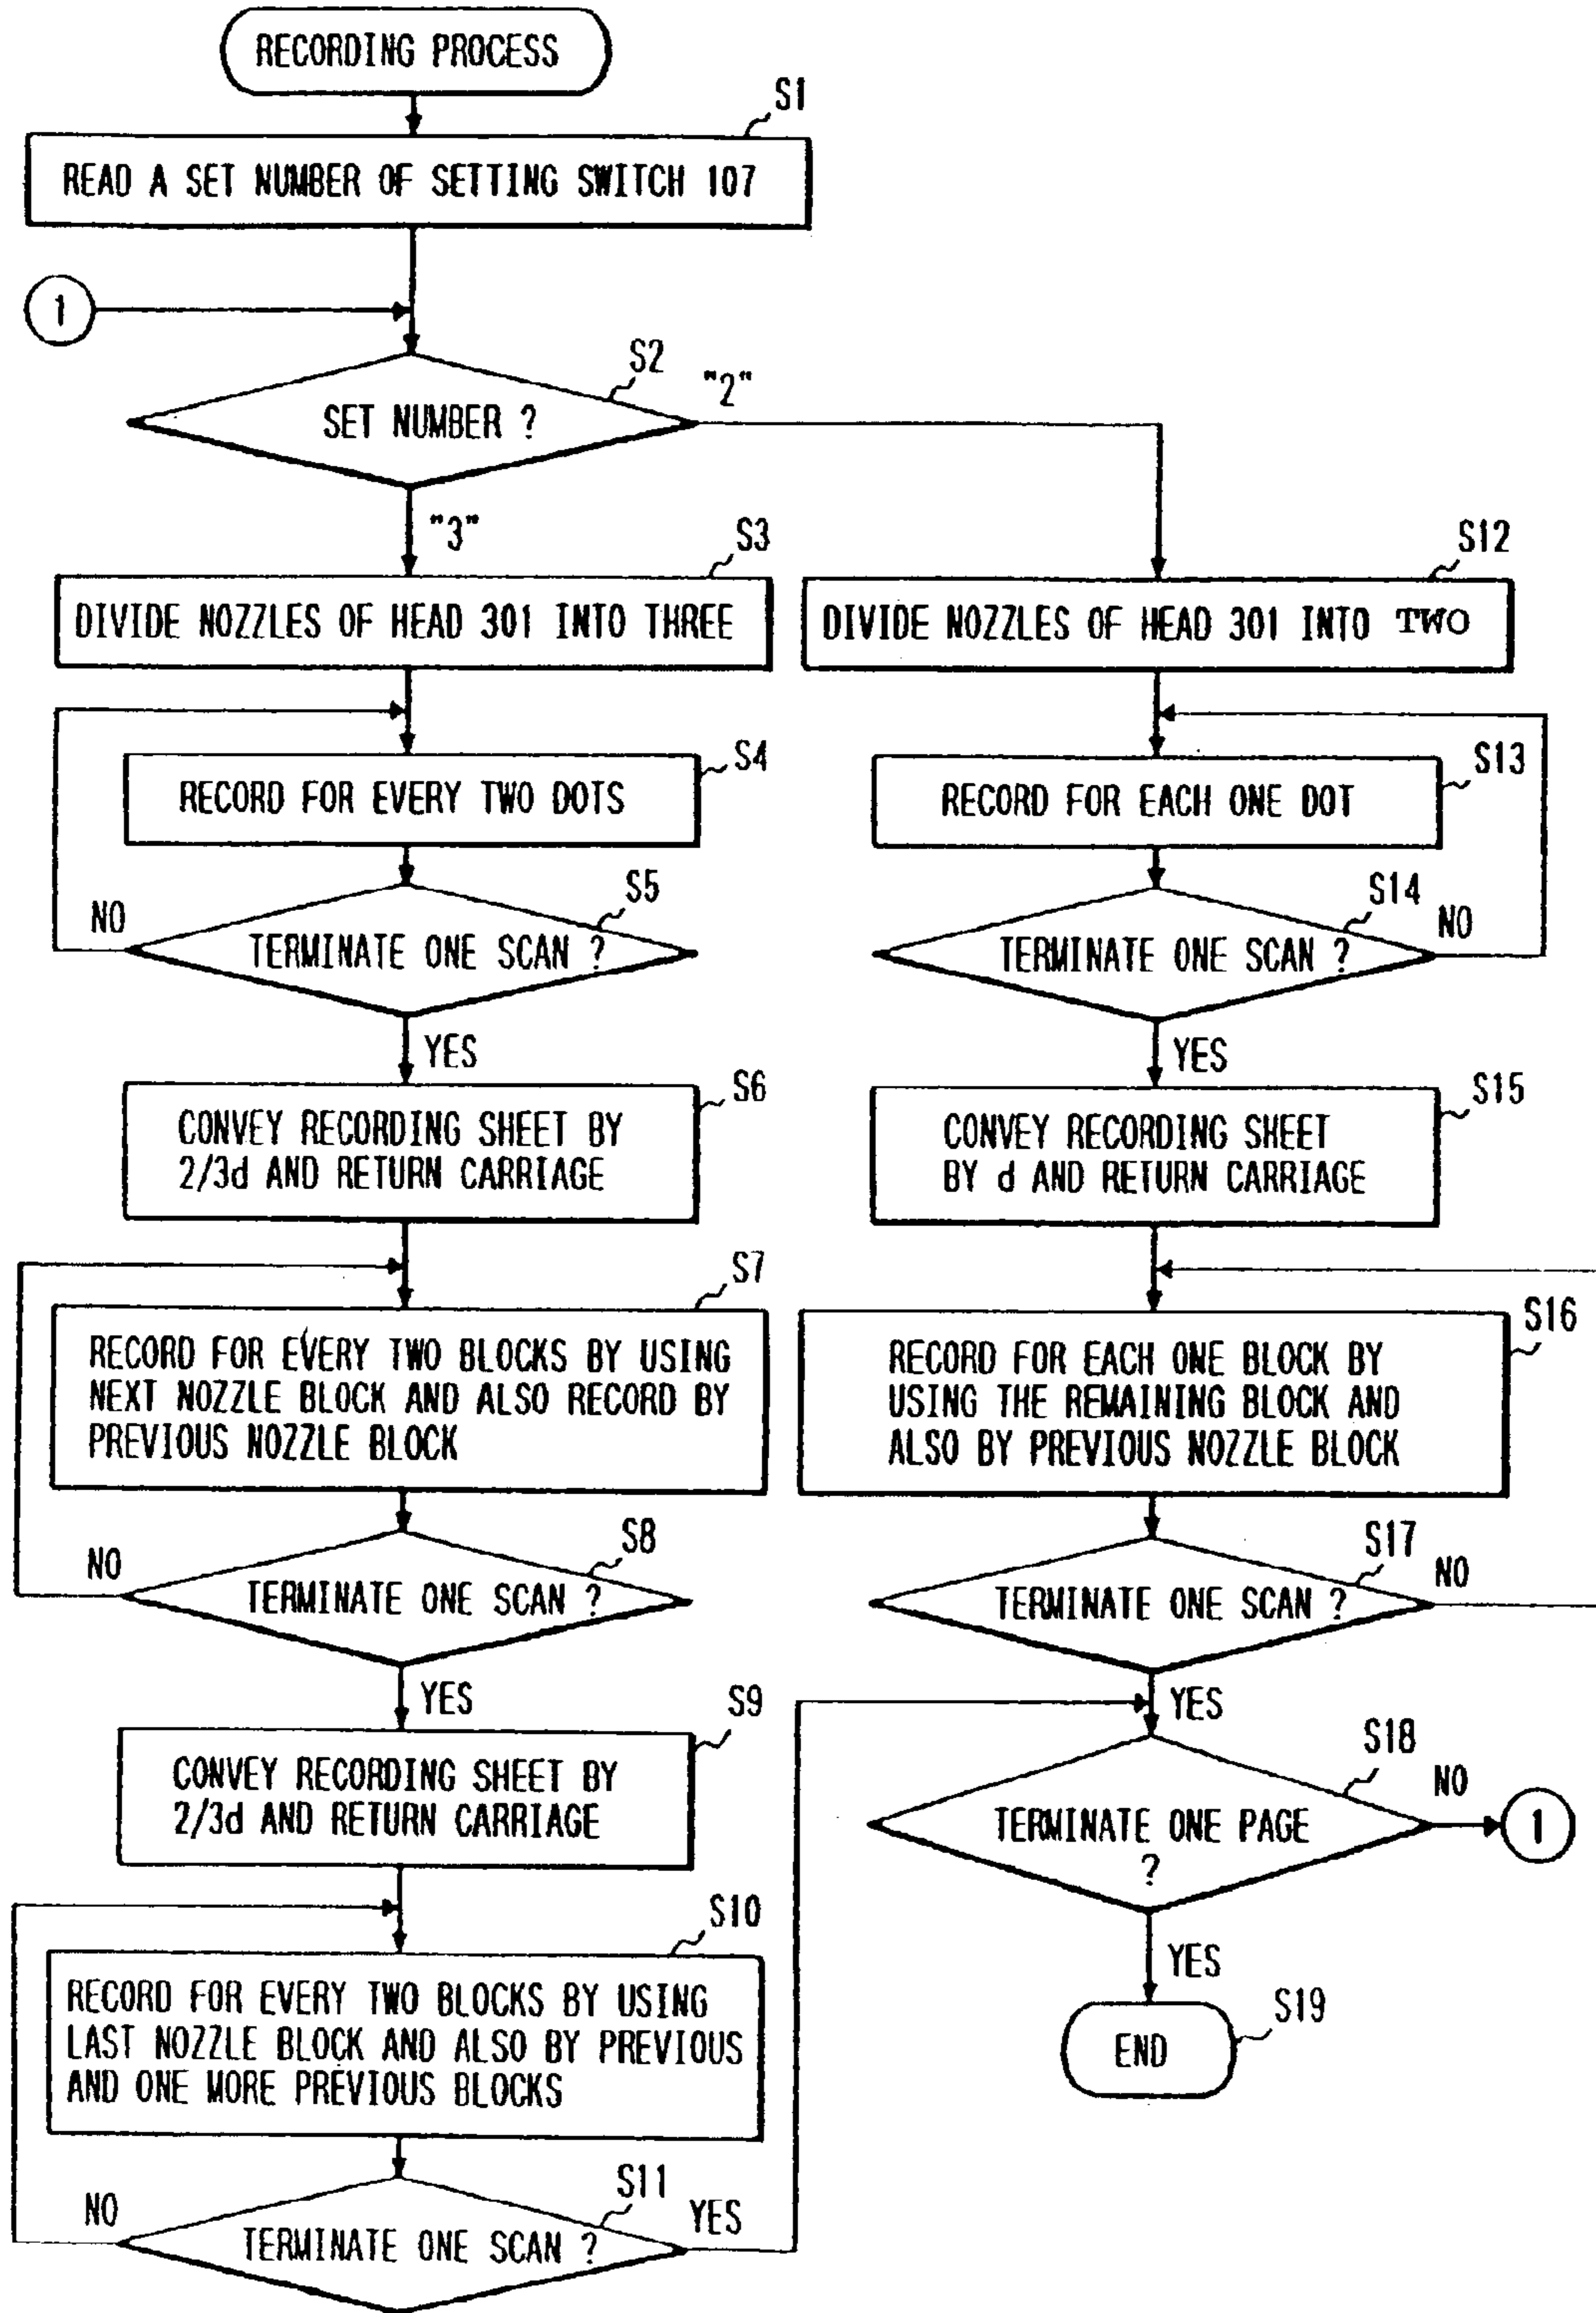 RECORDING PROCESS
S1
READ A SET NUMBER OF SETTING SWITCH 107
1
S2
"2"
SET NUMBER ?
"3"
S3
DIVIDE NOZZLES OF HEAD 301 INTO THREE
S4
RECORD FOR EVERY TWO DOTS
S5
NO
TERMINATE ONE SCAN ?
YES
S6
CONVEY RECORDING SHEET BY
2/3d AND RETURN CARRIAGE
S7
RECORD FOR EVERY TWO BLOCKS BY USING
NEXT NOZZLE BLOCK AND ALSO RECORD BY
PREVIOUS NOZZLE BLOCK
S8
NO
TERMINATE ONE SCAN ?
YES
S9
CONVEY RECORDING SHEET BY
2/3d AND RETURN CARRIAGE
S10
RECORD FOR EVERY TWO BLOCKS BY USING
LAST NOZZLE BLOCK AND ALSO BY PREVIOUS
AND ONE MORE PREVIOUS BLOCKS
S11
NO
YES
TERMINATE ONE SCAN ?
S12
DIVIDE NOZZLES OF HEAD 301 INTO TWO
S13
RECORD FOR EACH ONE DOT
S14
NO
TERMINATE ONE SCAN ?
YES
S15
CONVEY RECORDING SHEET
BY d AND RETURN CARRIAGE
S16
RECORD FOR EACH ONE BLOCK BY
USING THE REMAINING BLOCK AND
ALSO BY PREVIOUS NOZZLE BLOCK
S17
NO
TERMINATE ONE SCAN ?
YES
S18
NO
TERMINATE ONE PAGE
?
1
YES
S19
END